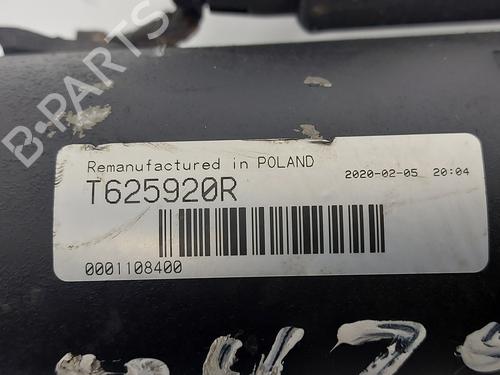 B-PARTS
Remanufactured in POLAND
2020-02-05 20:04
T625920R
0001108400